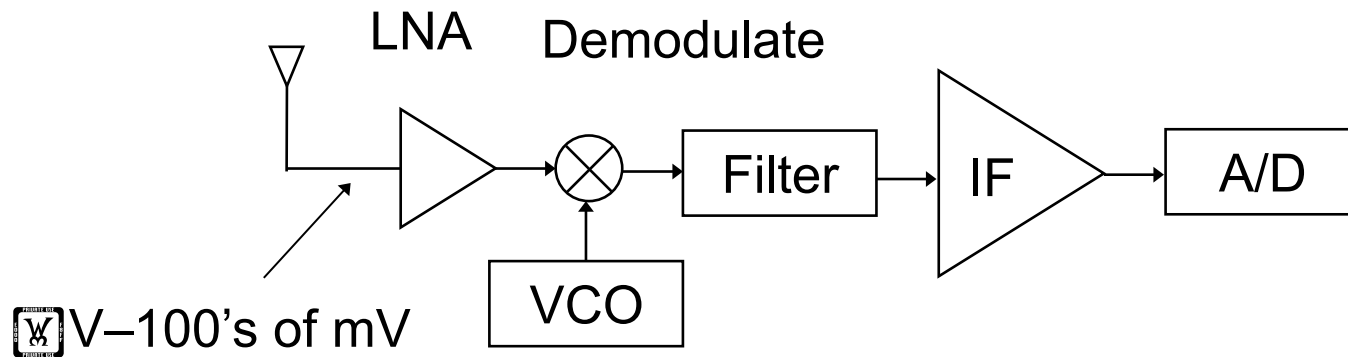 LNA
Demodulate
Filter
IF
A/D
VCO
V–100’s of mV